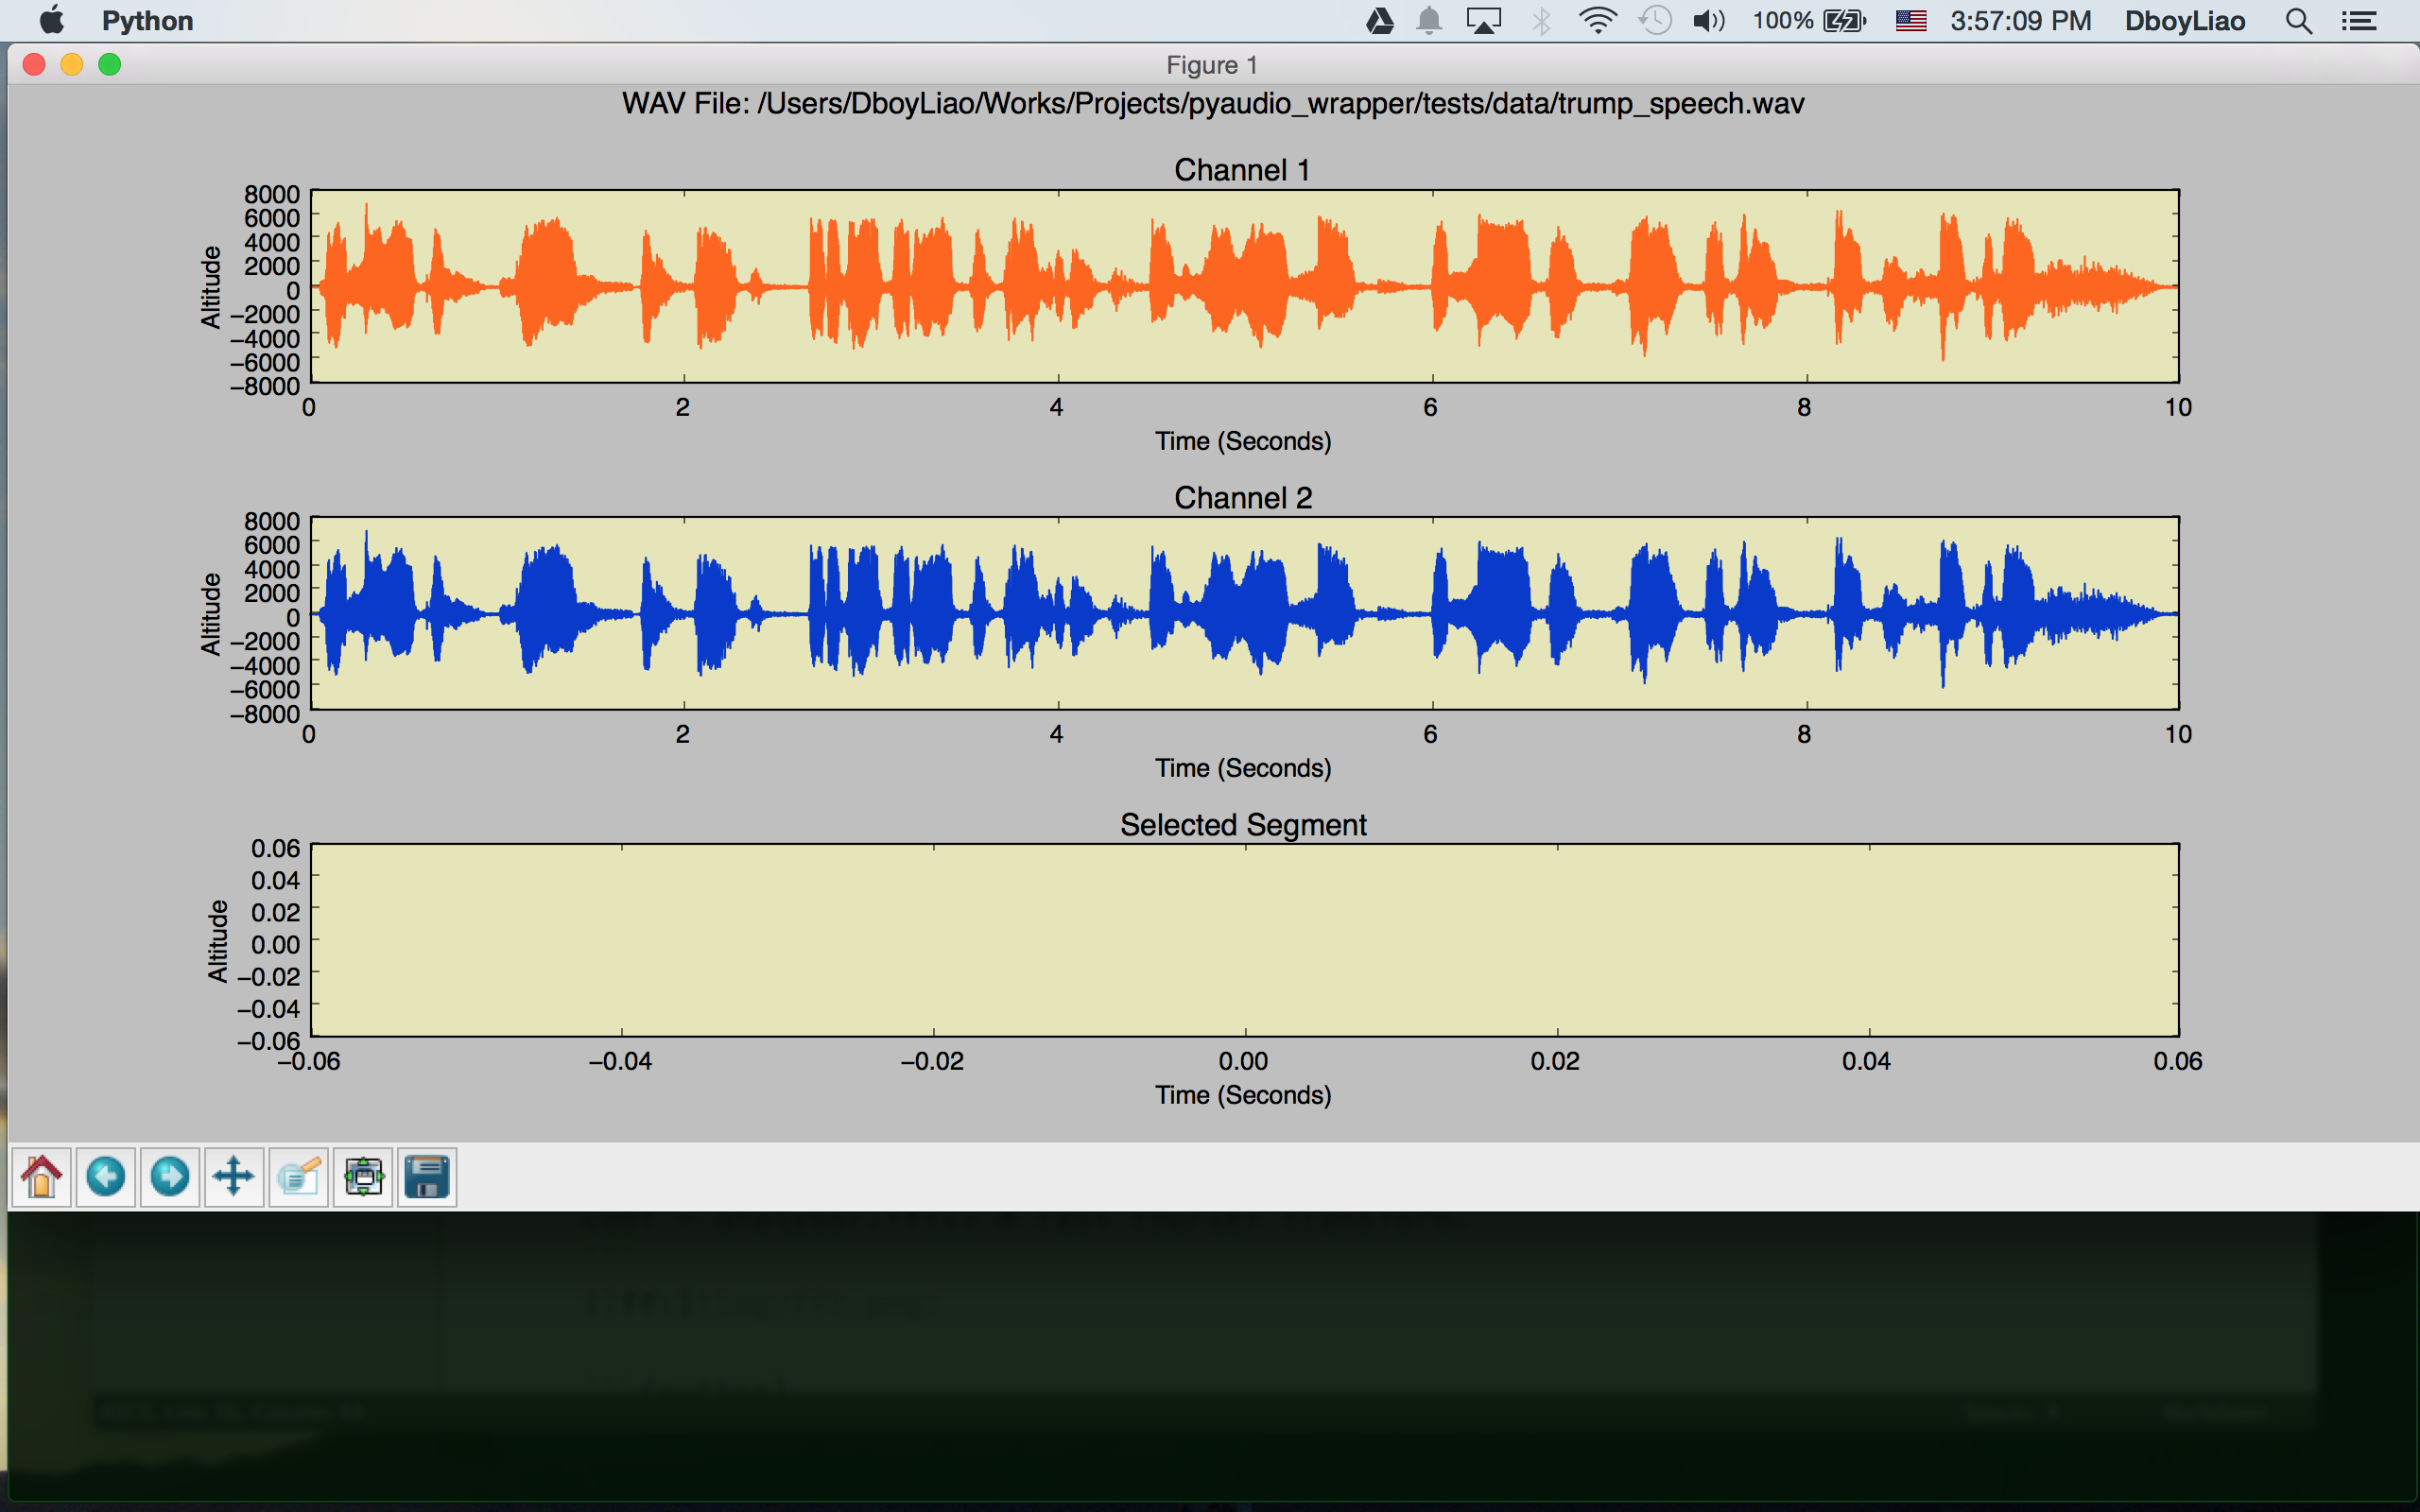 Python 100% 3:57:09 PM DboyLiao
Figure 1
WAV File: /Users/DboyLiao/Works/Projects/pyaudio_wrapper/tests/data/trump_speech.wav
Channel 1
8000
6000
4000
2000
0
−2000
−4000
−6000
−8000
Altitude
0 2 4 6 8 10
Time (Seconds)
Channel 2
8000
6000
4000
2000
0
−2000
−4000
−6000
−8000
Altitude
0 2 4 6 8 10
Time (Seconds)
Selected Segment
0.06
0.04
0.02
0.00
−0.02
−0.04
−0.06
Altitude
−0.06 −0.04 −0.02 0.00 0.02 0.04 0.06
Time (Seconds)